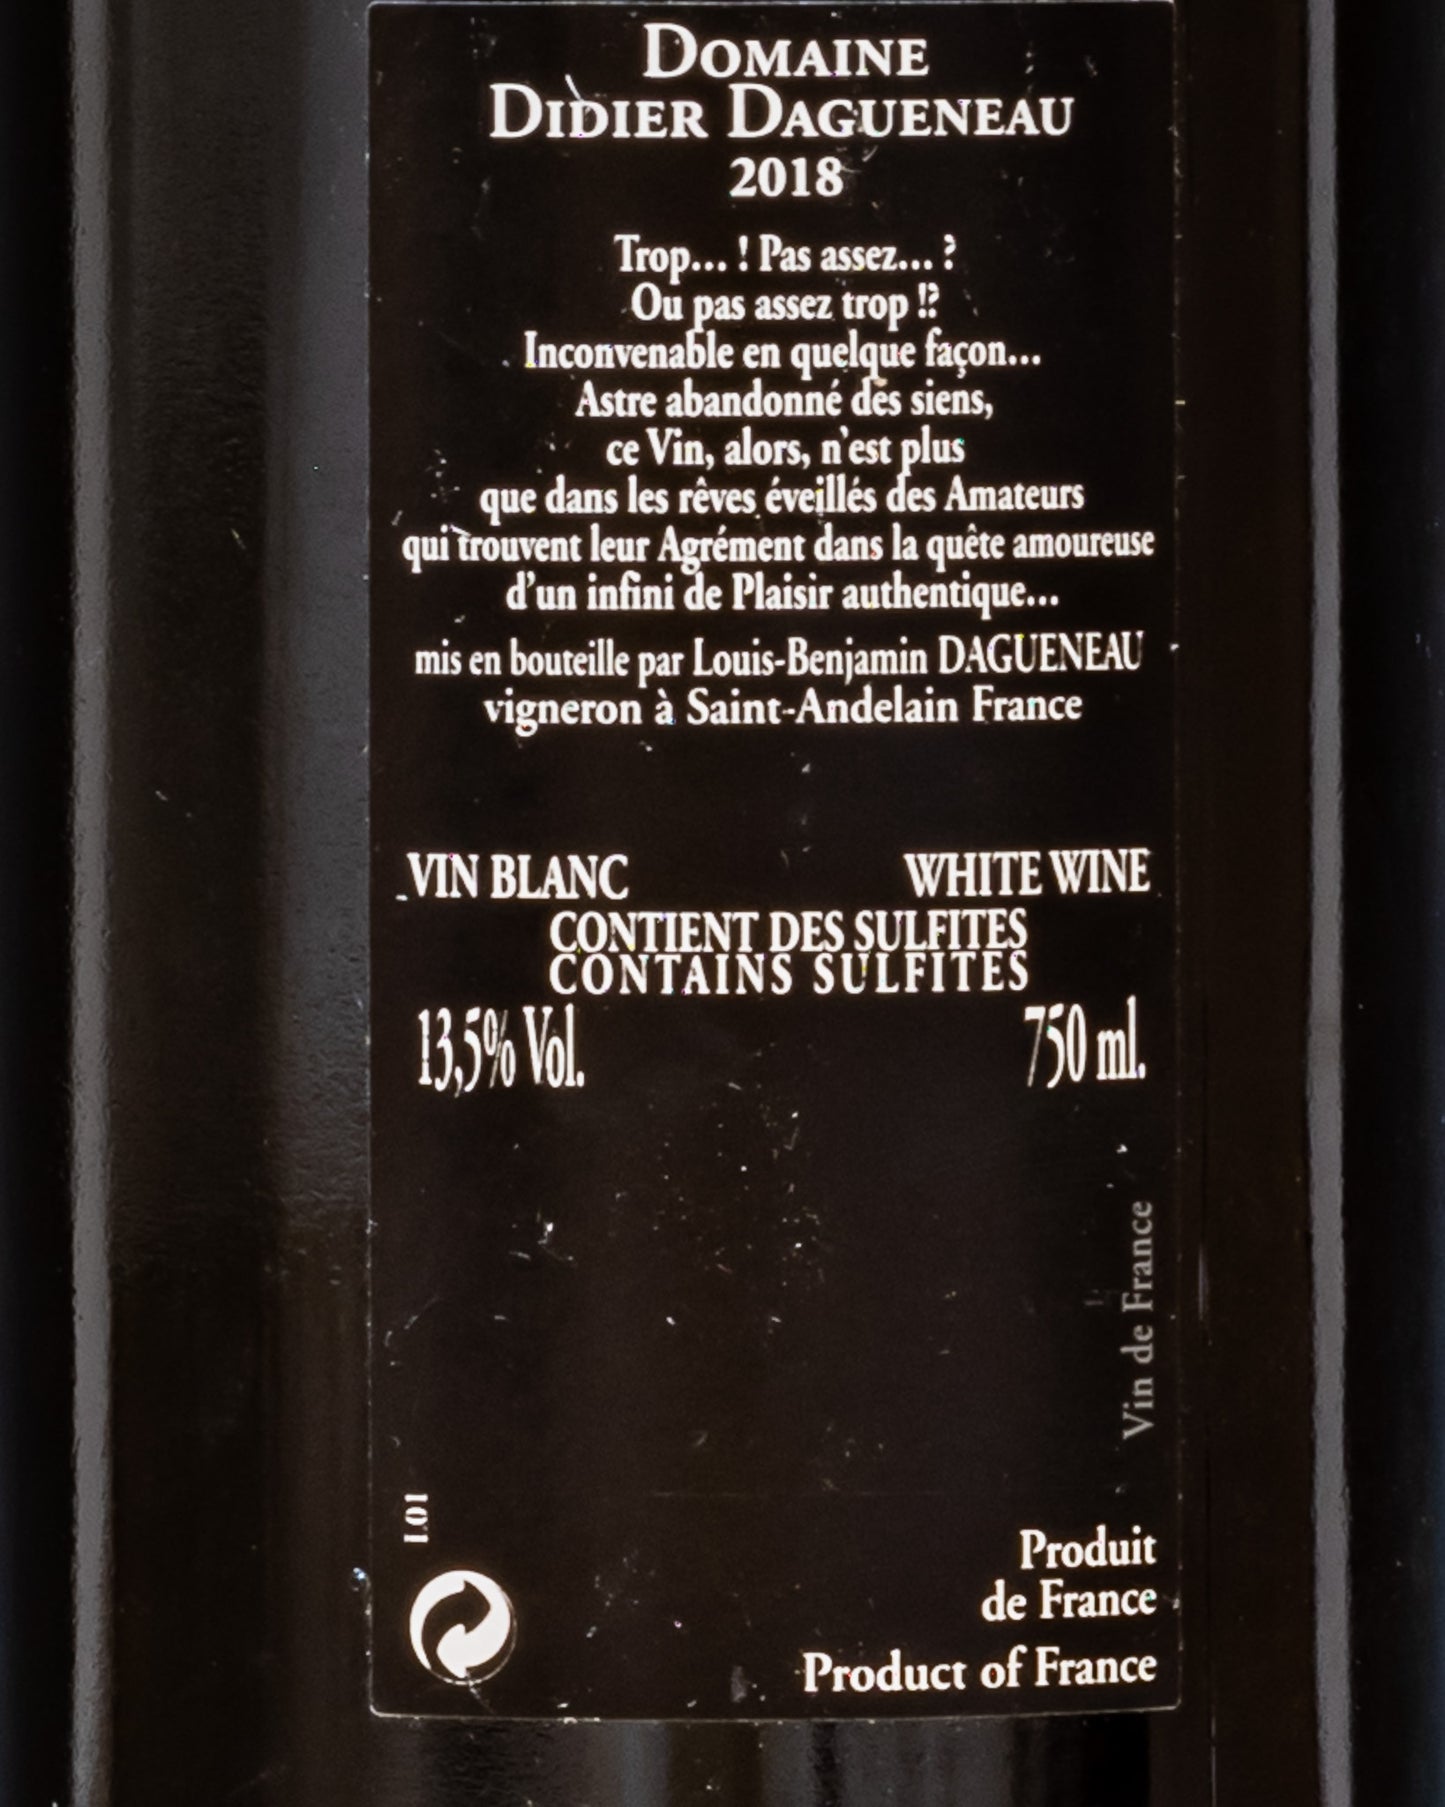 DOMAINE
DIDIER DAGUENEAU
2018
Trop... ! Pas assez... ?
Ou pas assez trop !?
Inconvenable en quelque façon...
Astre abandonné des siens,
ce Vin, alors, n'est plus
que dans les rêves éveillés des Amateurs
qui trouvent leur Agrément dans la quête amoureuse
d'un infini de Plaisir authentique...
mis en bouteille par Louis-Benjamin DAGUENEAU
vigneron à Saint-Andelain France
VIN BLANC WHITE WINE
CONTIENT DES SULFITES
CONTAINS SULFITES
13,5% Vol. 750 ml.
Vin de France
L01
Produit
de France
Product of France